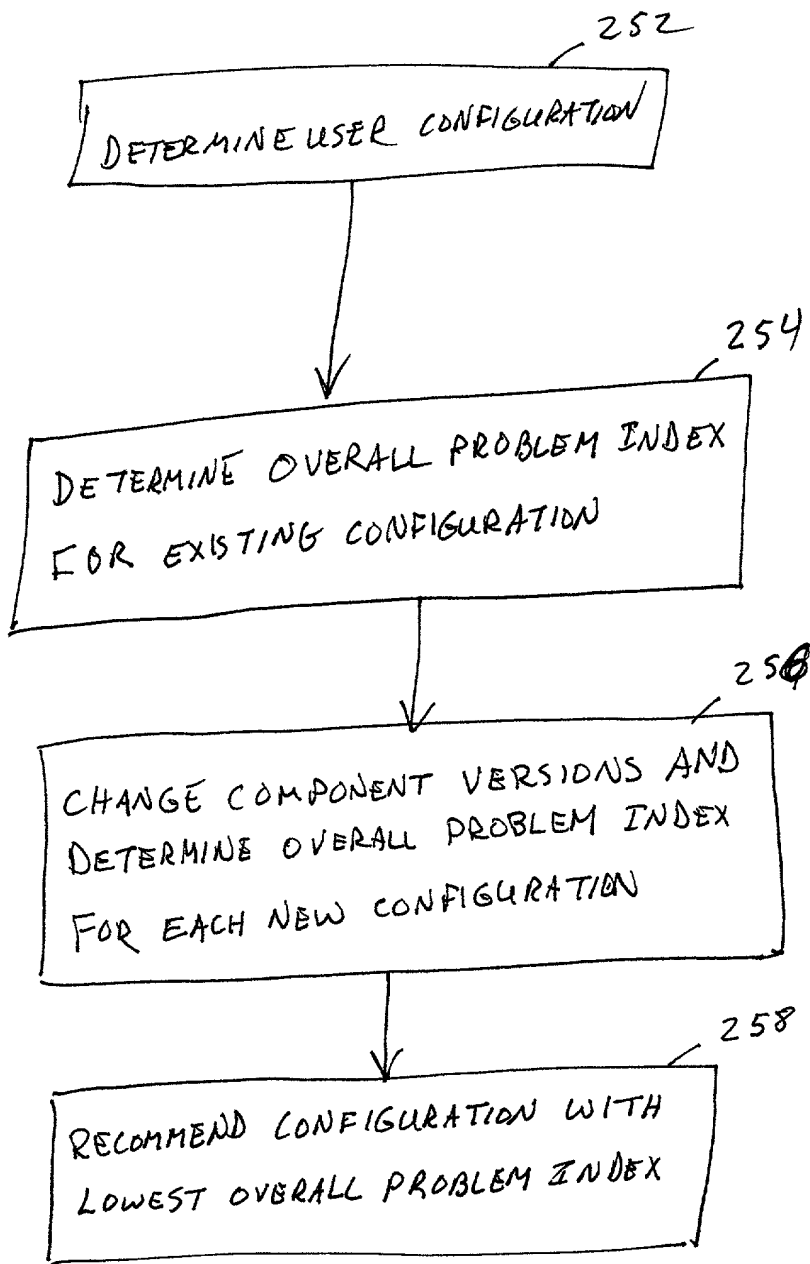 252
DETERMINE USER CONFIGURATION
254
DETERMINE OVERALL PROBLEM INDEX
FOR EXISTING CONFIGURATION
256
CHANGE COMPONENT VERSIONS AND
DETERMINE OVERALL PROBLEM INDEX
FOR EACH NEW CONFIGURATION
258
RECOMMEND CONFIGURATION WITH
LOWEST OVERALL PROBLEM INDEX